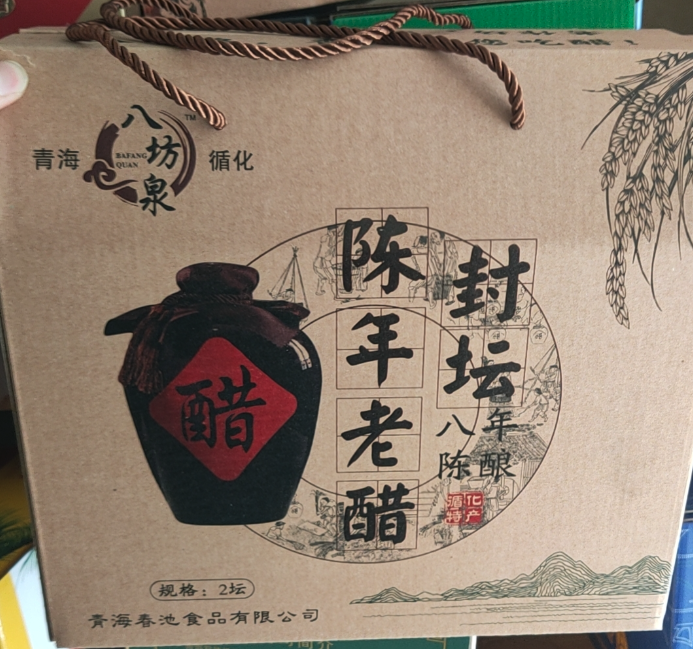 青海 八坊泉 TM 循化
BAFANG
QUAN
封坛
陈年老醋
八年
陈酿
循化
特产
醋
规格：2坛
青海春池食品有限公司